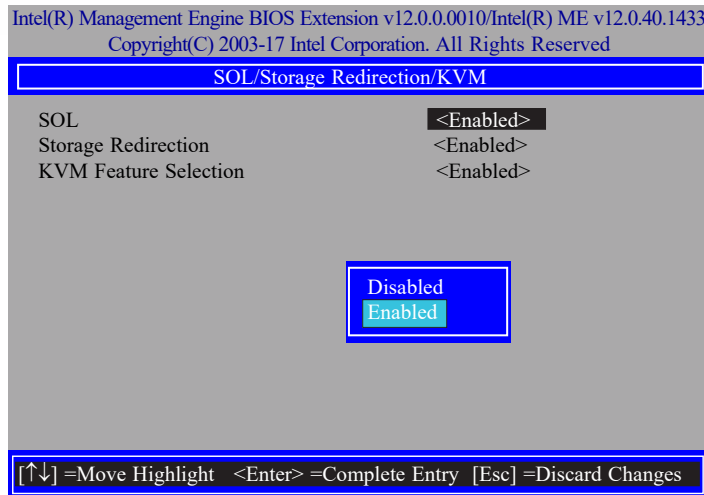 Intel(R) Management Engine BIOS Extension v12.0.0.0010/Intel(R) ME v12.0.40.1433
Copyright(C) 2003-17 Intel Corporation. All Rights Reserved
SOL/Storage Redirection/KVM
SOL <Enabled>
Storage Redirection <Enabled>
KVM Feature Selection <Enabled>
Disabled
Enabled
[↑↓] =Move Highlight <Enter> =Complete Entry [Esc] =Discard Changes